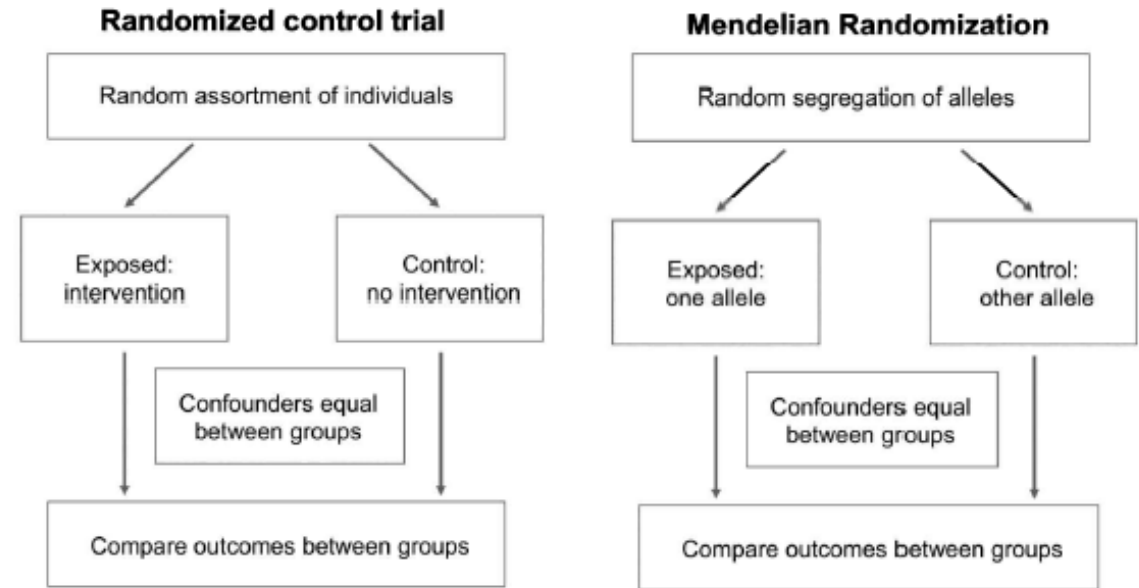 Randomized control trial
Random assortment of individuals
Exposed:
intervention
Control:
no intervention
Confounders equal
between groups
Compare outcomes between groups
Mendelian Randomization
Random segregation of alleles
Exposed:
one allele
Control:
other allele
Confounders equal
between groups
Compare outcomes between groups